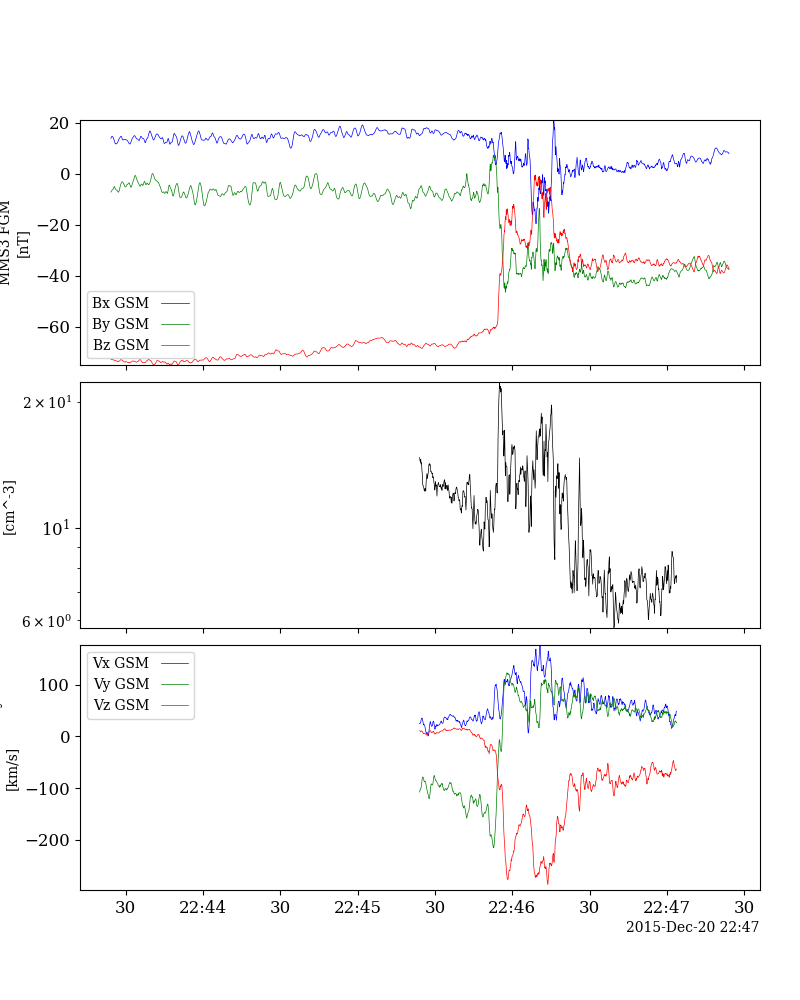 20
0
−20
−40
−60
MMS3 FGM
[nT]
Bx GSM
By GSM
Bz GSM
2×10¹
10¹
6×10⁰
[cm^-3]
100
0
−100
−200
[km/s]
Vx GSM
Vy GSM
Vz GSM
30 22:44 30 22:45 30 22:46 30 22:47 30
2015-Dec-20 22:47